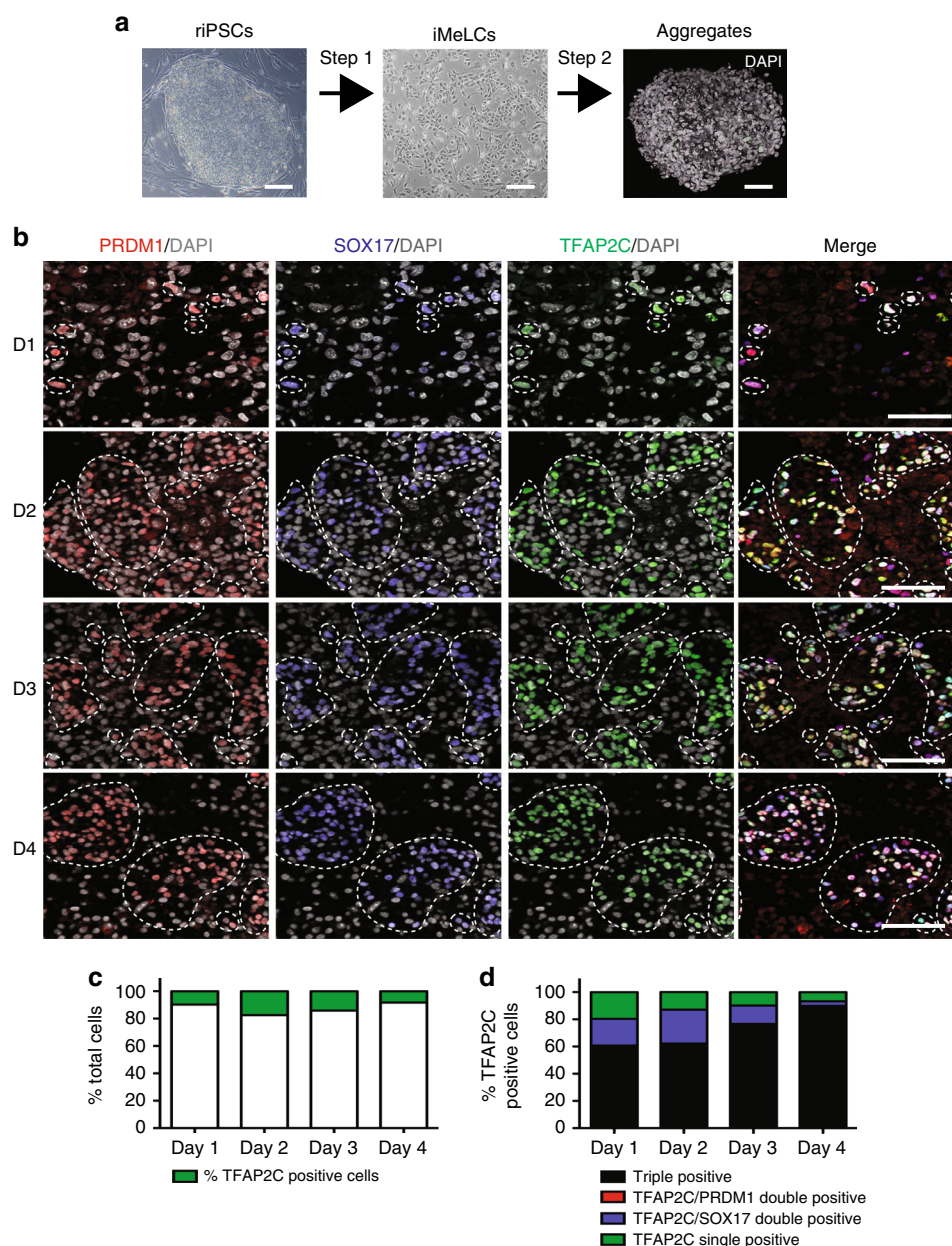 a
riPSCs
iMeLCs
Aggregates
Step 1
Step 2
DAPI
b
PRDM1/DAPI
SOX17/DAPI
TFAP2C/DAPI
Merge
D1
D2
D3
D4
c
% total cells
100
80
60
40
20
0
Day 1
Day 2
Day 3
Day 4
% TFAP2C positive cells
d
% TFAP2C
positive cells
100
80
60
40
20
0
Day 1
Day 2
Day 3
Day 4
Triple positive
TFAP2C/PRDM1 double positive
TFAP2C/SOX17 double positive
TFAP2C single positive